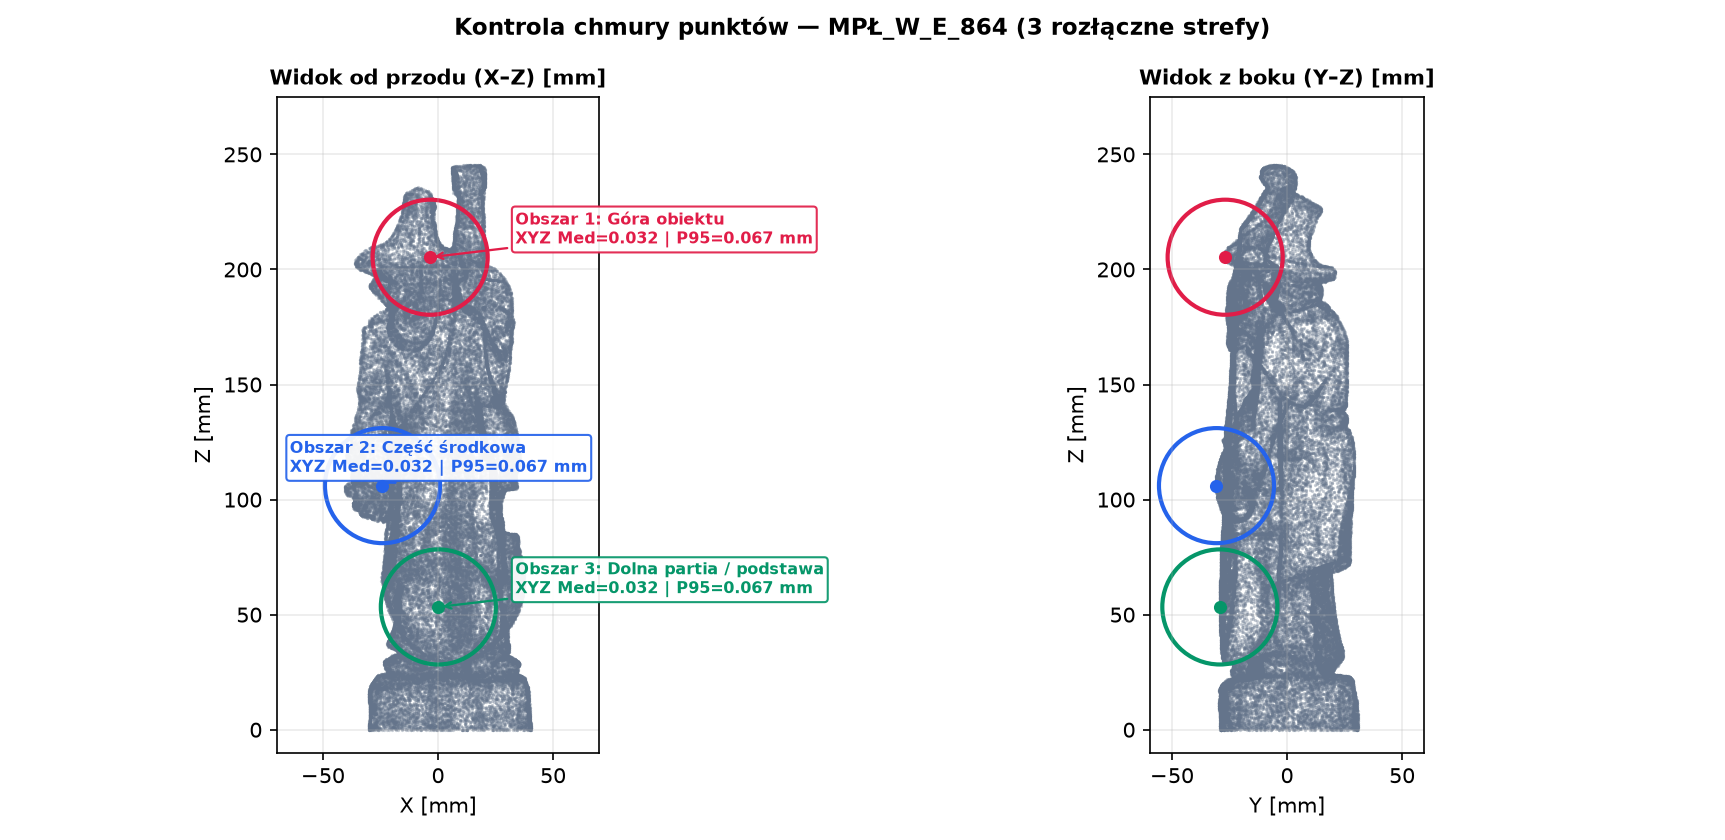 Kontrola chmury punktów — MPŁ_W_E_864 (3 rozłączne strefy)
Widok od przodu (X–Z) [mm]
250
200
150
100
50
0
Z [mm]
−50 0 50
X [mm]
Obszar 1: Góra obiektu
XYZ Med=0.032 | P95=0.067 mm
Obszar 2: Część środkowa
XYZ Med=0.032 | P95=0.067 mm
Obszar 3: Dolna partia / podstawa
XYZ Med=0.032 | P95=0.067 mm
Widok z boku (Y–Z) [mm]
250
200
150
100
50
0
Z [mm]
−50 0 50
Y [mm]